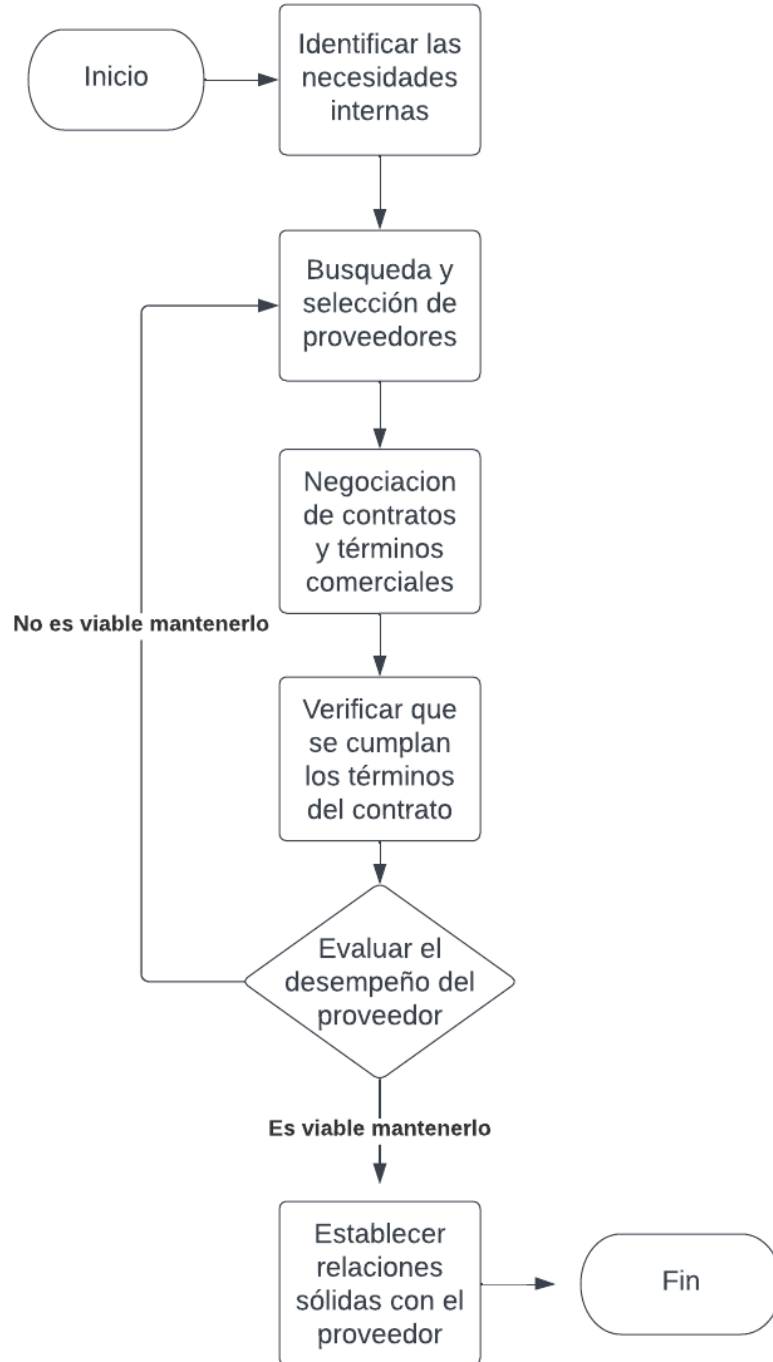 Inicio
Identificar las
necesidades
internas
Busqueda y
selección de
proveedores
Negociacion
de contratos
y términos
comerciales
No es viable mantenerlo
Verificar que
se cumplan
los términos
del contrato
Evaluar el
desempeño del
proveedor
Es viable mantenerlo
Establecer
relaciones
sólidas con el
proveedor
Fin